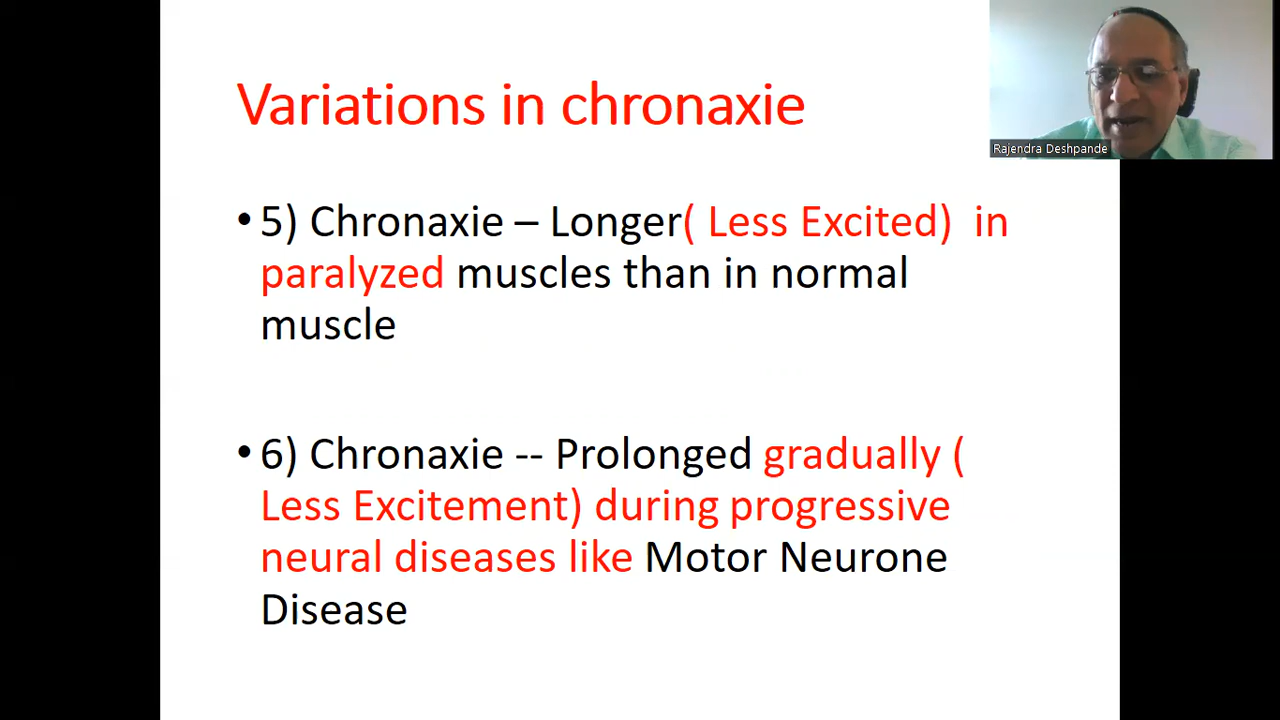 Variations in chronaxie
Rajendra Deshpande
• 5) Chronaxie – Longer( Less Excited) in
paralyzed muscles than in normal
muscle
• 6) Chronaxie -- Prolonged gradually (
Less Excitement) during progressive
neural diseases like Motor Neurone
Disease